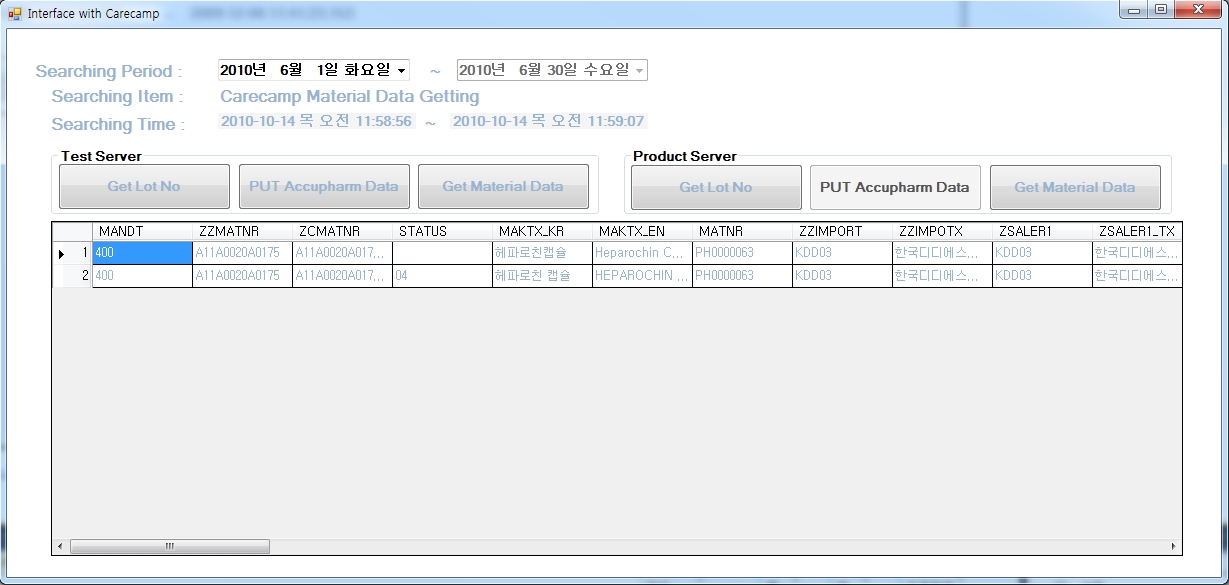 Interface with Carecamp
Searching Period : 2010년 6월 1일 화요일 ~ 2010년 6월 30일 수요일
Searching Item : Carecamp Material Data Getting
Searching Time : 2010-10-14 목 오전 11:58:56 ~ 2010-10-14 목 오전 11:59:07
Test Server Product Server
Get Lot No PUT Accupharm Data Get Material Data Get Lot No PUT Accupharm Data Get Material Data
MANDT ZZMATNR ZCMATNR STATUS MAKTX_KR MAKTX_EN MATNR ZZIMPORT ZZIMPOTX ZSALER1 ZSALER1_TX
1 400 A11A0020A0175 A11A0020A017... 헤파로친캡슐 Heparochin C... PH0000063 KDD03 한국디디에스... KDD03 한국디디에스...
2 400 A11A0020A0175 A11A0020A017... 04 헤파로친 캡슐 HEPAROCHIN ... PH0000063 KDD03 한국디디에스... KDD03 한국디디에스...